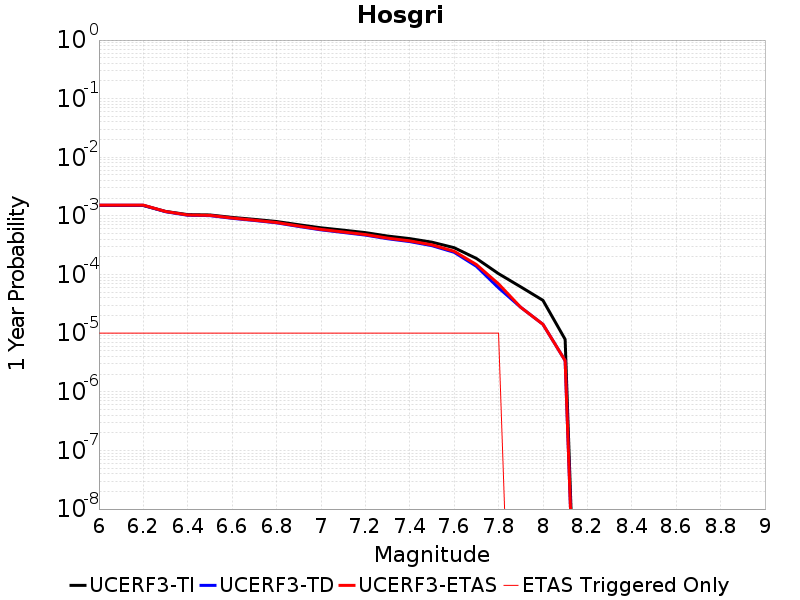 Hosgri
10^0
10^-1
10^-2
10^-3
10^-4
10^-5
10^-6
10^-7
10^-8
1 Year Probability
6 6.2 6.4 6.6 6.8 7 7.2 7.4 7.6 7.8 8 8.2 8.4 8.6 8.8 9
Magnitude
UCERF3-TI UCERF3-TD UCERF3-ETAS ETAS Triggered Only